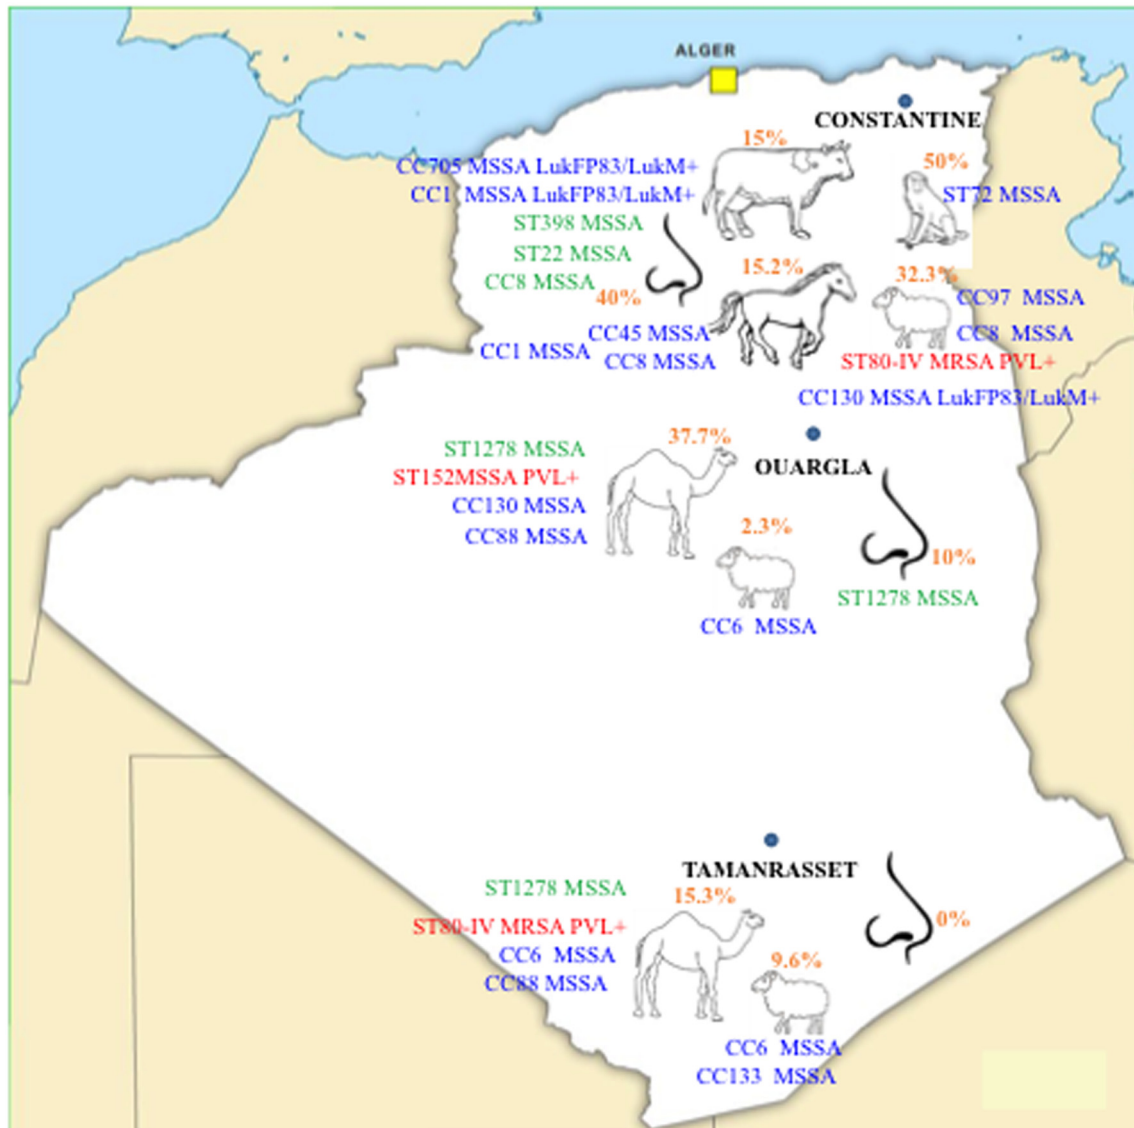 ALGER
CONSTANTINE
15%
50%
CC705 MSSA LukFP83/LukM+
CC1 MSSA LukFP83/LukM+
ST72 MSSA
ST398 MSSA
ST22 MSSA
CC8 MSSA
40%
15.2%
32.3%
CC97 MSSA
CC45 MSSA
CC8 MSSA
CC1 MSSA
CC8 MSSA
ST80-IV MRSA PVL+
CC130 MSSA LukFP83/LukM+
37.7%
OUARGLA
ST1278 MSSA
ST152MSSA PVL+
CC130 MSSA
CC88 MSSA
2.3%
10%
ST1278 MSSA
CC6 MSSA
TAMANRASSET
15.3%
ST1278 MSSA
ST80-IV MRSA PVL+
0%
CC6 MSSA
CC88 MSSA
9.6%
CC6 MSSA
CC133 MSSA